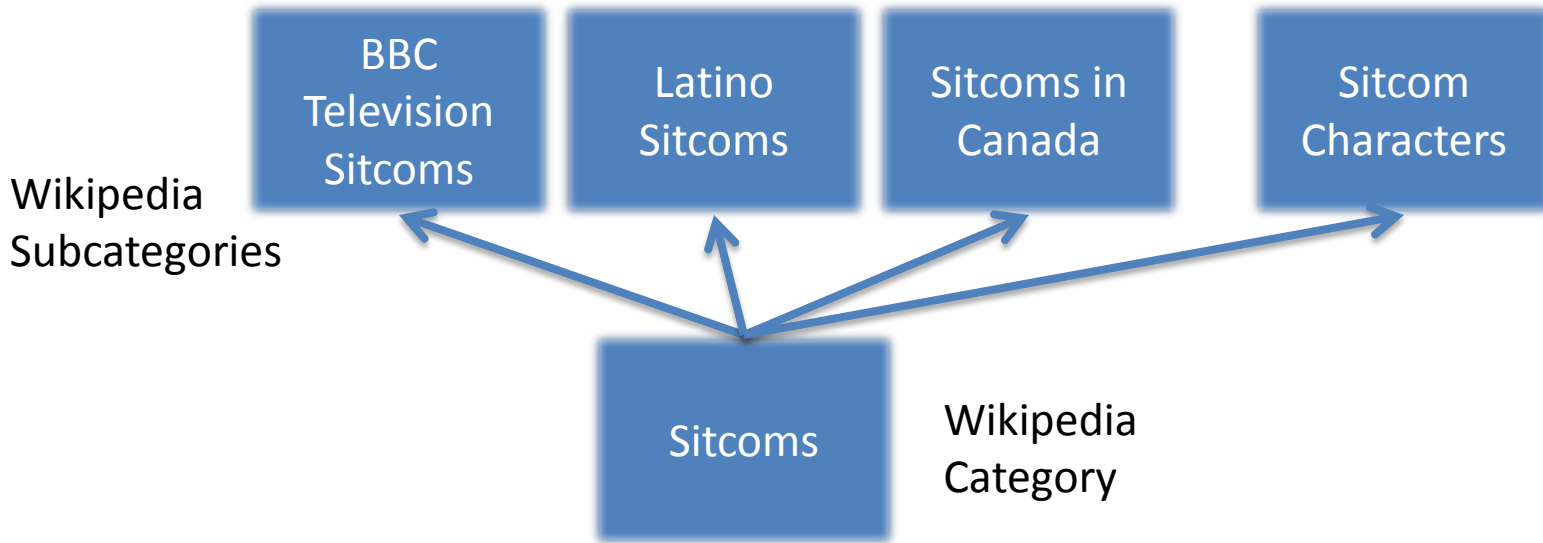 BBC
Television
Sitcoms
Latino
Sitcoms
Sitcoms in
Canada
Sitcom
Characters
Wikipedia
Subcategories
Sitcoms
Wikipedia
Category